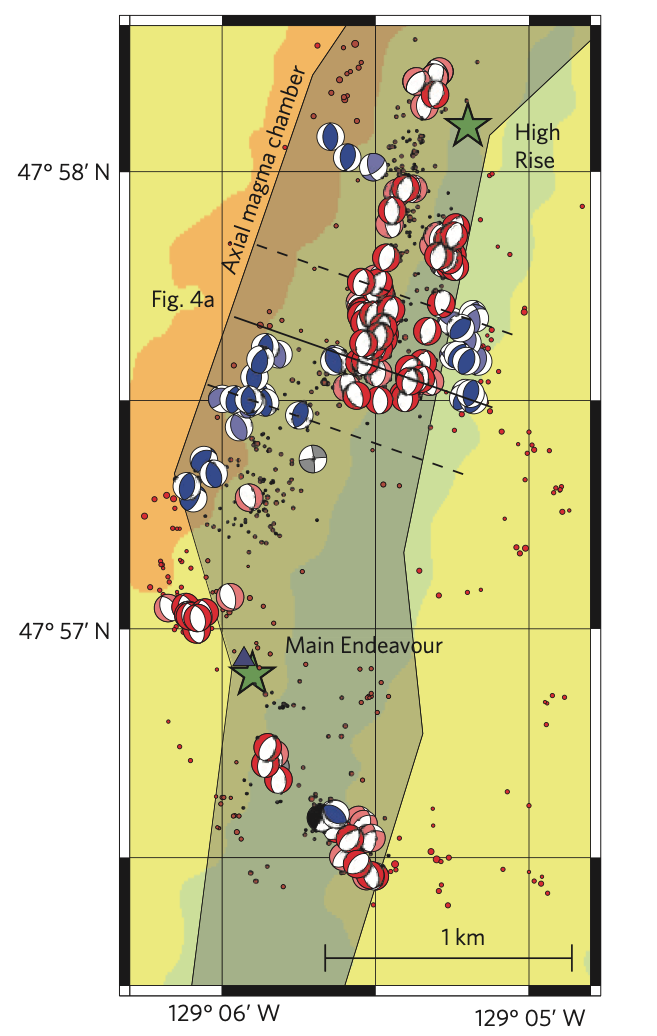 Axial magma chamber
High
Rise
47° 58′ N
Fig. 4a
47° 57′ N
Main Endeavour
1 km
129° 06′ W
129° 05′ W